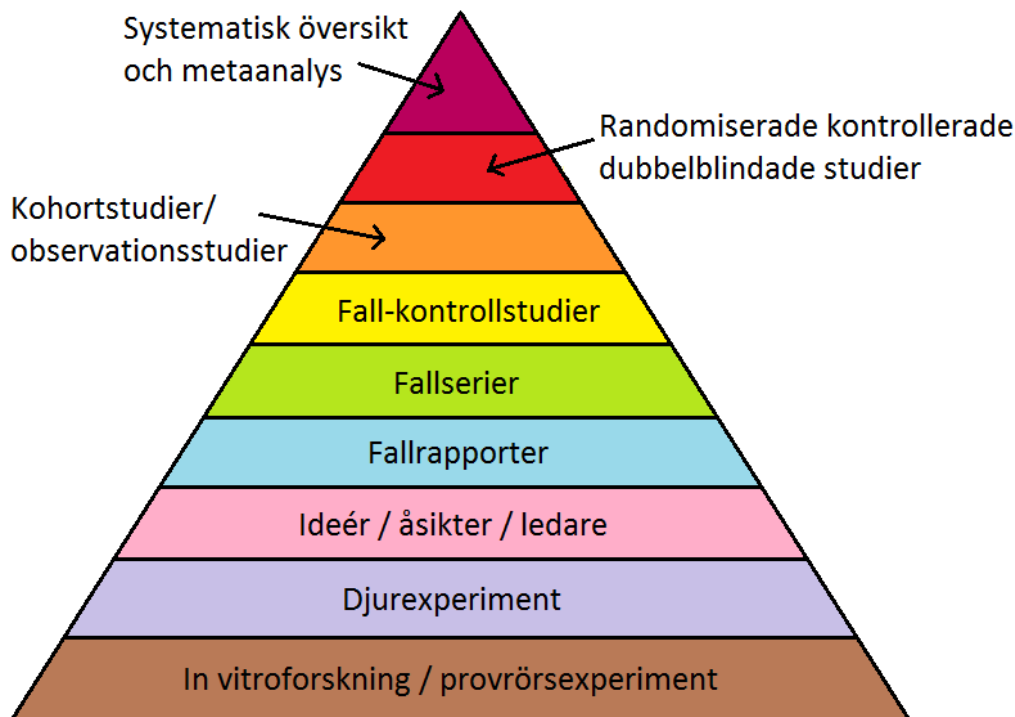 Systematisk översikt
och metaanalys
Randomiserade kontrollerade
dubbelblindade studier
Kohortstudier/
observationsstudier
Fall-kontrollstudier
Fallserier
Fallrapporter
Ideér / åsikter / ledare
Djurexperiment
In vitroforskning / provrörsexperiment